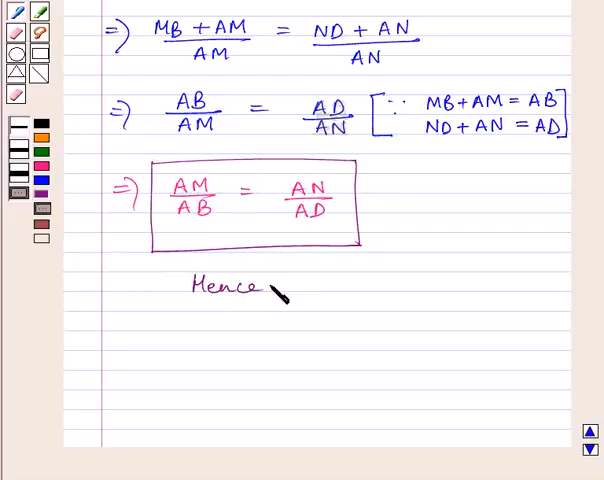 => (MB + AM)/AM = (ND + AN)/AN
=> AB/AM = AD/AN [∵ MB+AM = AB
ND+AN = AD]
=> AM/AB = AN/AD
Hence